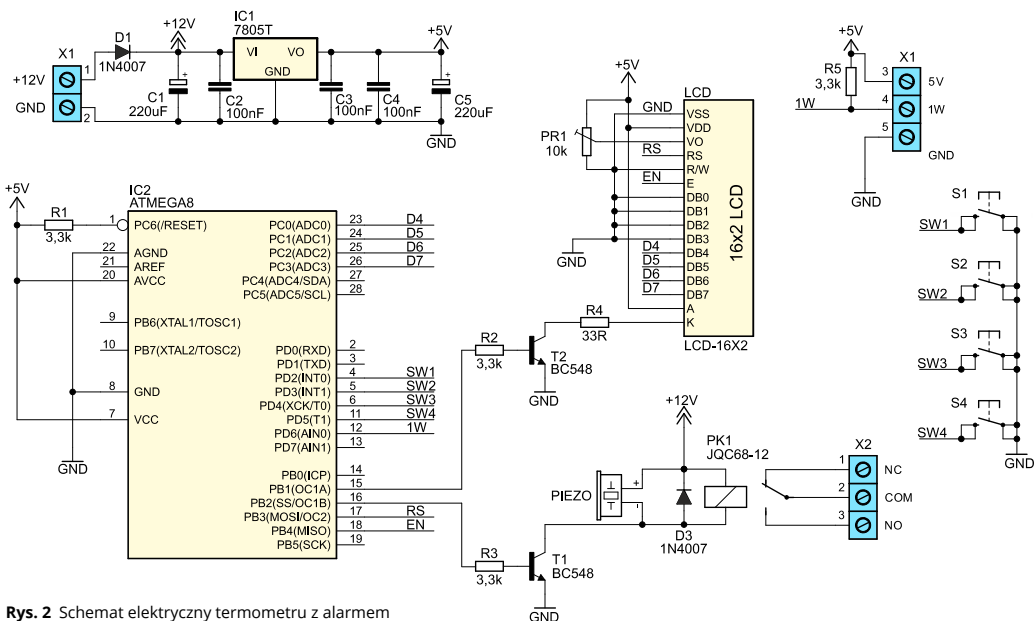 IC1
7805T
+12V
D1
1N4007
X1
+12V
1
GND
2
VI
VO
GND
+5V
C1
220uF
C2
100nF
C3
100nF
C4
100nF
C5
220uF
GND
+5V
R1
3,3k
IC2
ATMEGA8
1
PC6(/RESET)
22
AGND
21
AREF
20
AVCC
9
PB6(XTAL1/TOSC1)
10
PB7(XTAL2/TOSC2)
8
GND
7
VCC
GND
PC0(ADC0)
23
D4
PC1(ADC1)
24
D5
PC2(ADC2)
25
D6
PC3(ADC3)
26
D7
PC4(ADC4/SDA)
27
PC5(ADC5/SCL)
28
PD0(RXD)
2
PD1(TXD)
3
PD2(INT0)
4
SW1
PD3(INT1)
5
SW2
PD4(XCK/T0)
6
SW3
PD5(T1)
11
SW4
PD6(AIN0)
12
1W
PD7(AIN1)
13
PB0(ICP)
14
PB1(OC1A)
15
PB2(SS/OC1B)
16
PB3(MOSI/OC2)
17
RS
PB4(MISO)
18
EN
PB5(SCK)
19
+5V
PR1
10k
GND
LCD
VSS
VDD
VO
RS
RS
R/W
EN
E
DB0
DB1
DB2
DB3
D4
DB4
D5
DB5
D6
DB6
D7
DB7
A
K
16x2 LCD
LCD-16X2
GND
R4
33R
R2
3,3k
T2
BC548
GND
R3
3,3k
T1
BC548
GND
+12V
PIEZO
+
-
D3
1N4007
PK1
JQC68-12
X2
1
NC
2
COM
3
NO
+5V
R5
3,3k
1W
X1
3
5V
4
1W
5
GND
GND
S1
SW1
S2
SW2
S3
SW3
S4
SW4
GND
Rys. 2 Schemat elektryczny termometru z alarmem